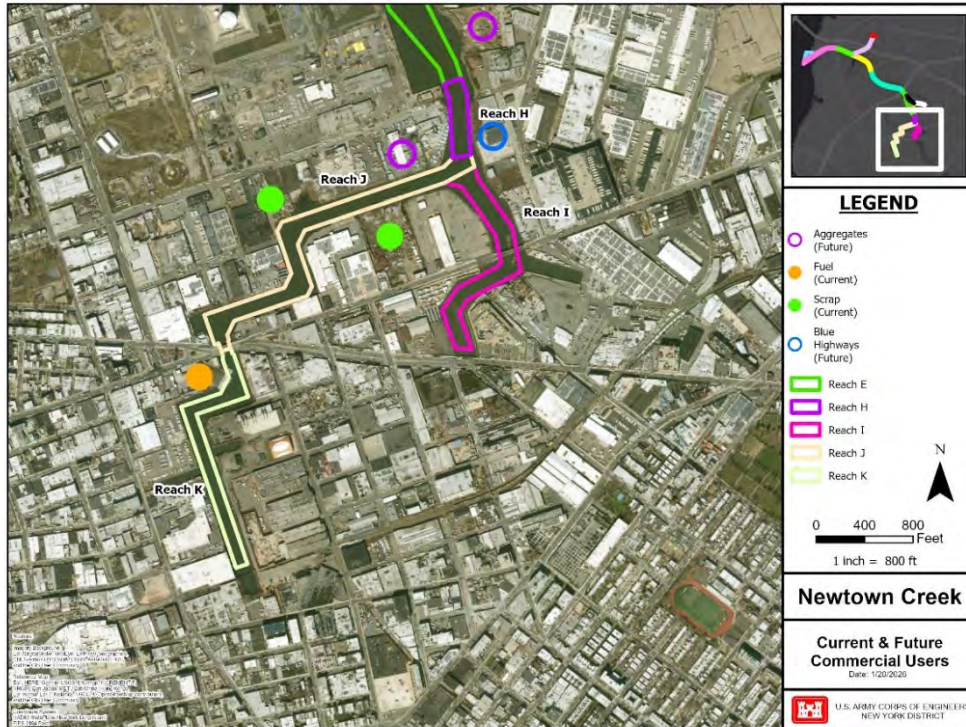 Reach H
Reach J
Reach I
Reach K
LEGEND
Aggregates
(Future)
Fuel
(Current)
Scrap
(Current)
Blue
Highways
(Future)
Reach E
Reach H
Reach I
Reach J
Reach K
N
0 400 800
Feet
1 inch = 800 ft
Newtown Creek
Current & Future
Commercial Users
Date: 1/20/2026
U.S. ARMY CORPS OF ENGINEERS
NEW YORK DISTRICT